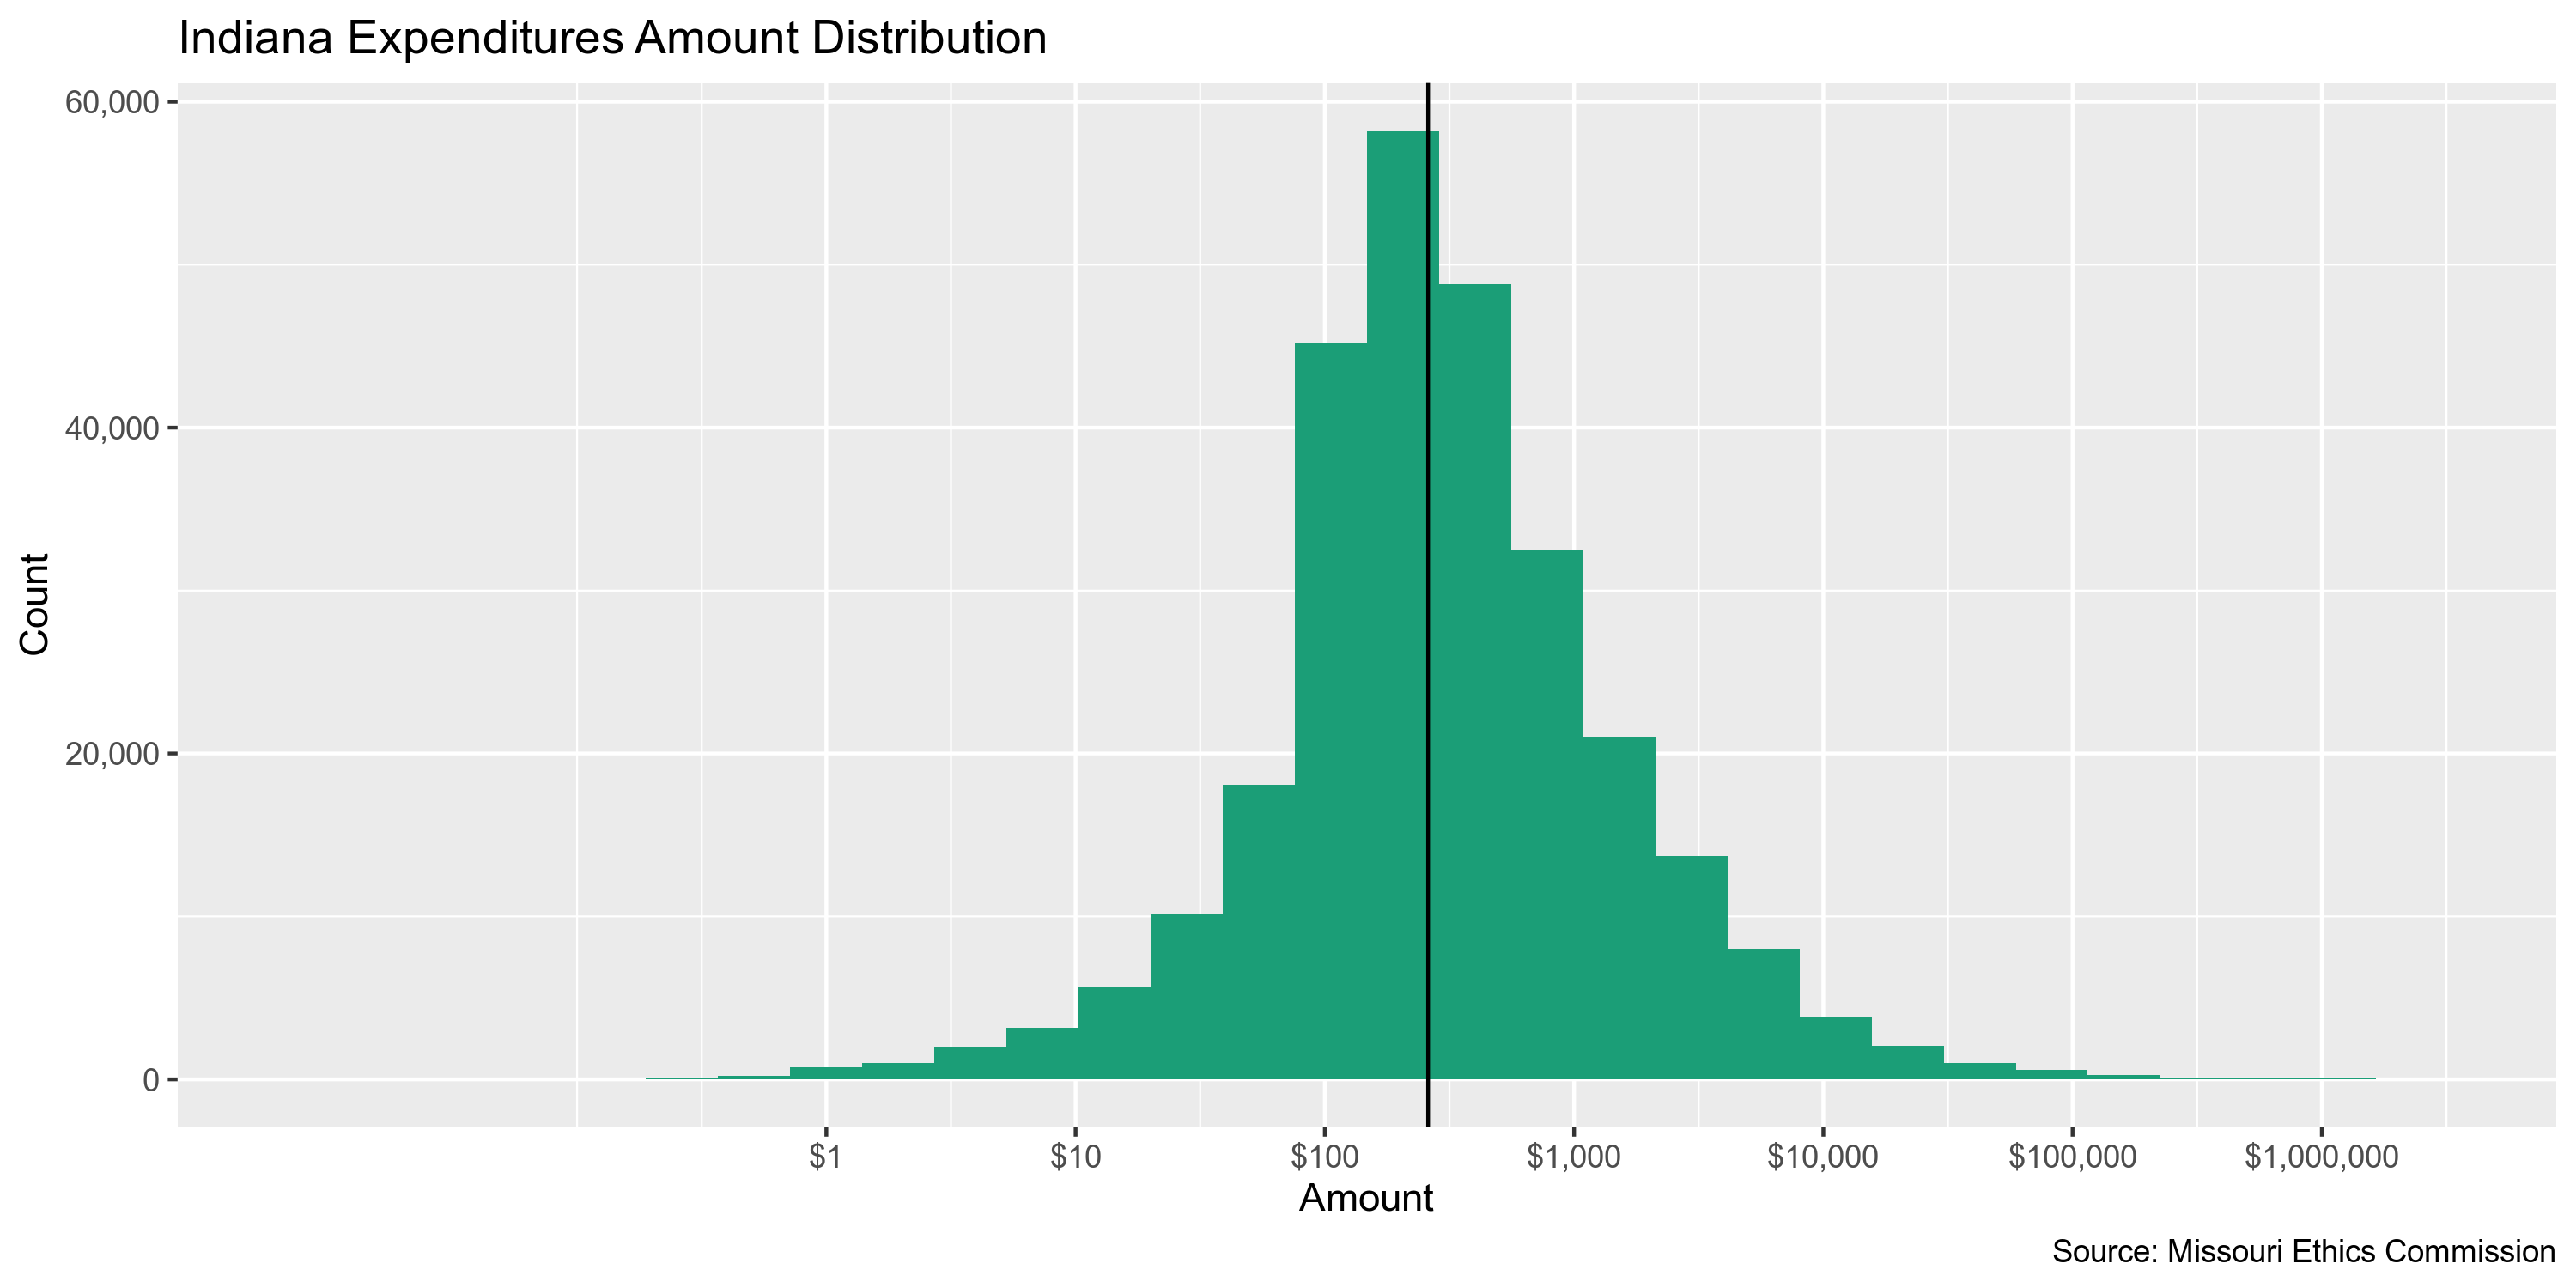 Indiana Expenditures Amount Distribution
60,000
40,000
20,000
0
Count
$1 $10 $100 $1,000 $10,000 $100,000 $1,000,000
Amount
Source: Missouri Ethics Commission